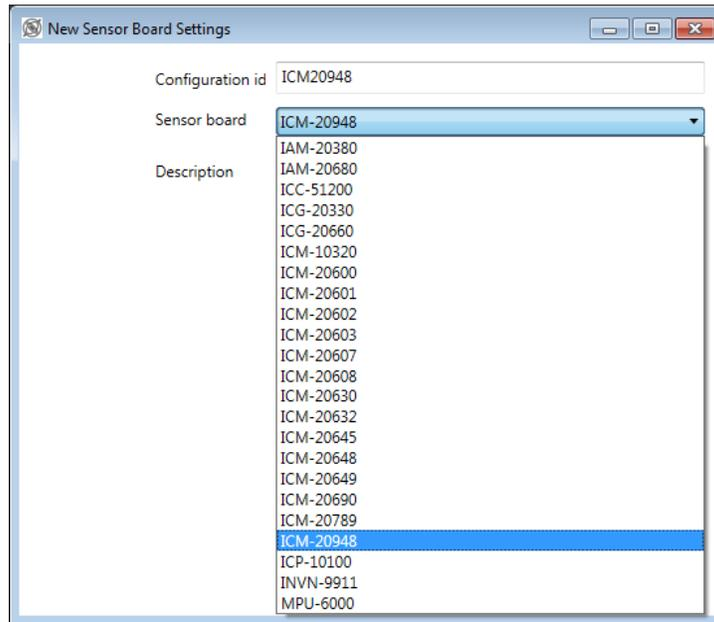 New Sensor Board Settings
Configuration id ICM20948
Sensor board ICM-20948
IAM-20380
IAM-20680
Description
ICC-51200
ICG-20330
ICG-20660
ICM-10320
ICM-20600
ICM-20601
ICM-20602
ICM-20603
ICM-20607
ICM-20608
ICM-20630
ICM-20632
ICM-20645
ICM-20648
ICM-20649
ICM-20690
ICM-20789
ICM-20948
ICP-10100
INVN-9911
MPU-6000